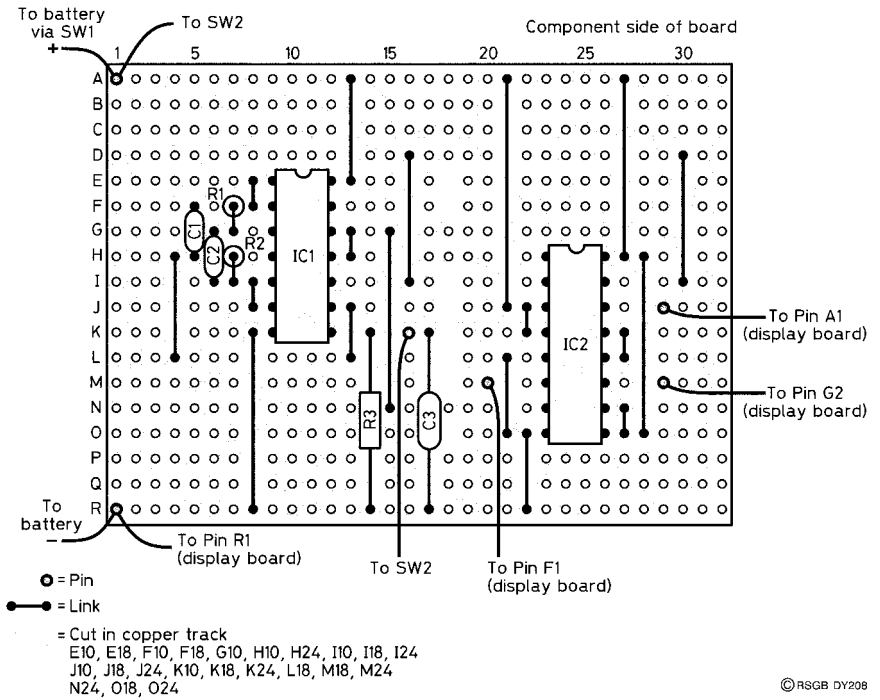 To battery
via SW1
+
To SW2
Component side of board
1 5 10 15 20 25 30
A
B
C
D
E
F
G
H
I
J
K
L
M
N
O
P
Q
R
R1
C1
C2
R2
IC1
IC2
R3
C3
To Pin A1
(display board)
To Pin G2
(display board)
To
battery
−
To Pin R1
(display board)
To SW2
To Pin F1
(display board)
= Pin
= Link
= Cut in copper track
E10, E18, F10, F18, G10, H10, H24, I10, I18, I24
J10, J18, J24, K10, K18, K24, L18, M18, M24
N24, O18, O24
© RSGB DY208